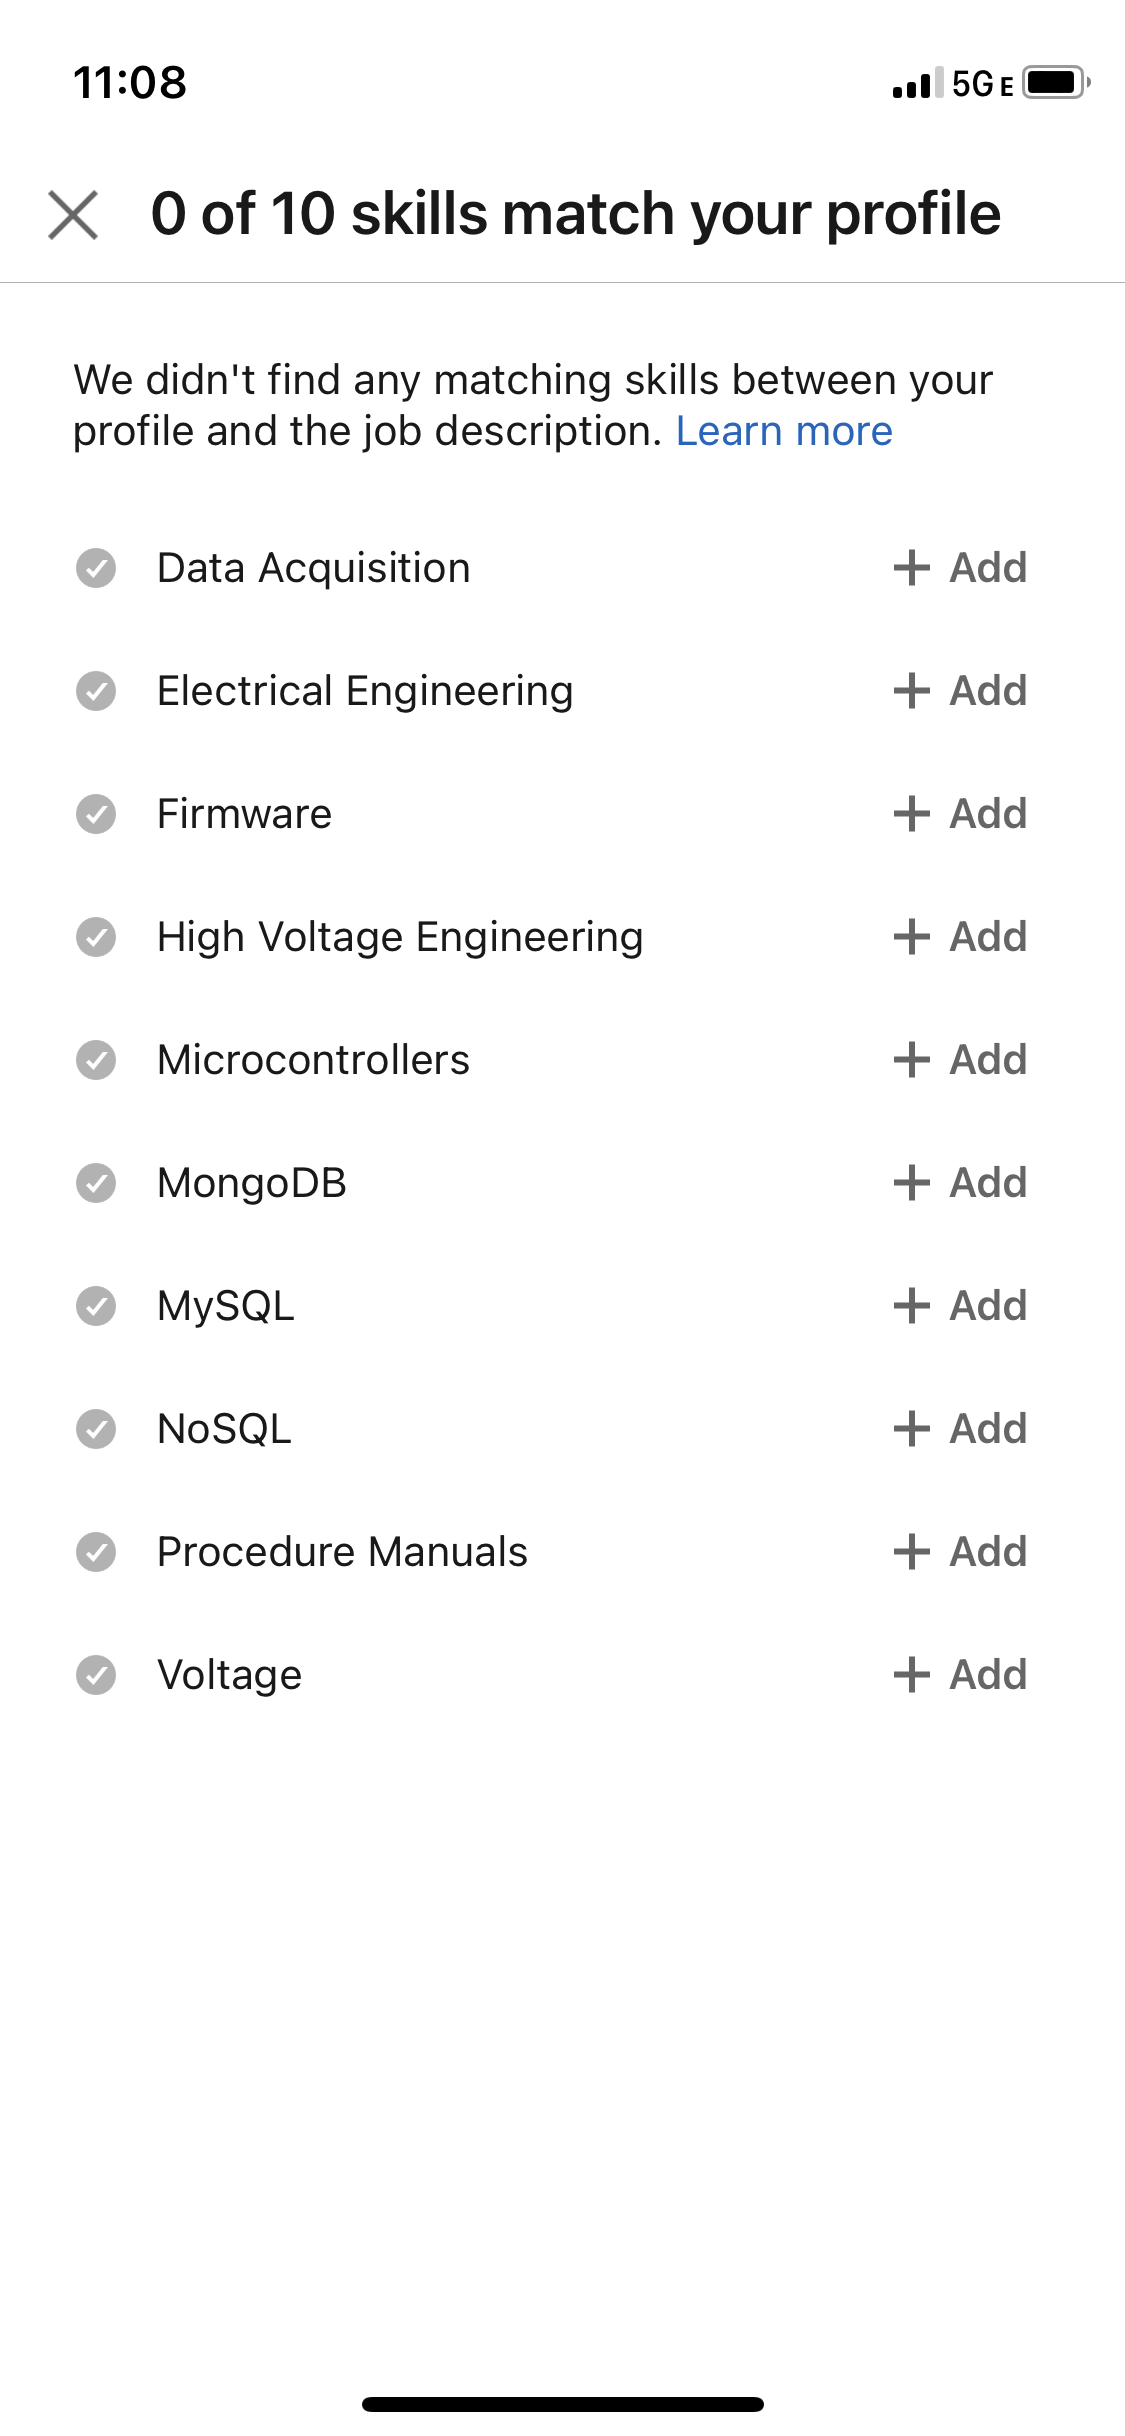 11:08 5G E
0 of 10 skills match your profile
We didn't find any matching skills between your
profile and the job description. Learn more
Data Acquisition + Add
Electrical Engineering + Add
Firmware + Add
High Voltage Engineering + Add
Microcontrollers + Add
MongoDB + Add
MySQL + Add
NoSQL + Add
Procedure Manuals + Add
Voltage + Add